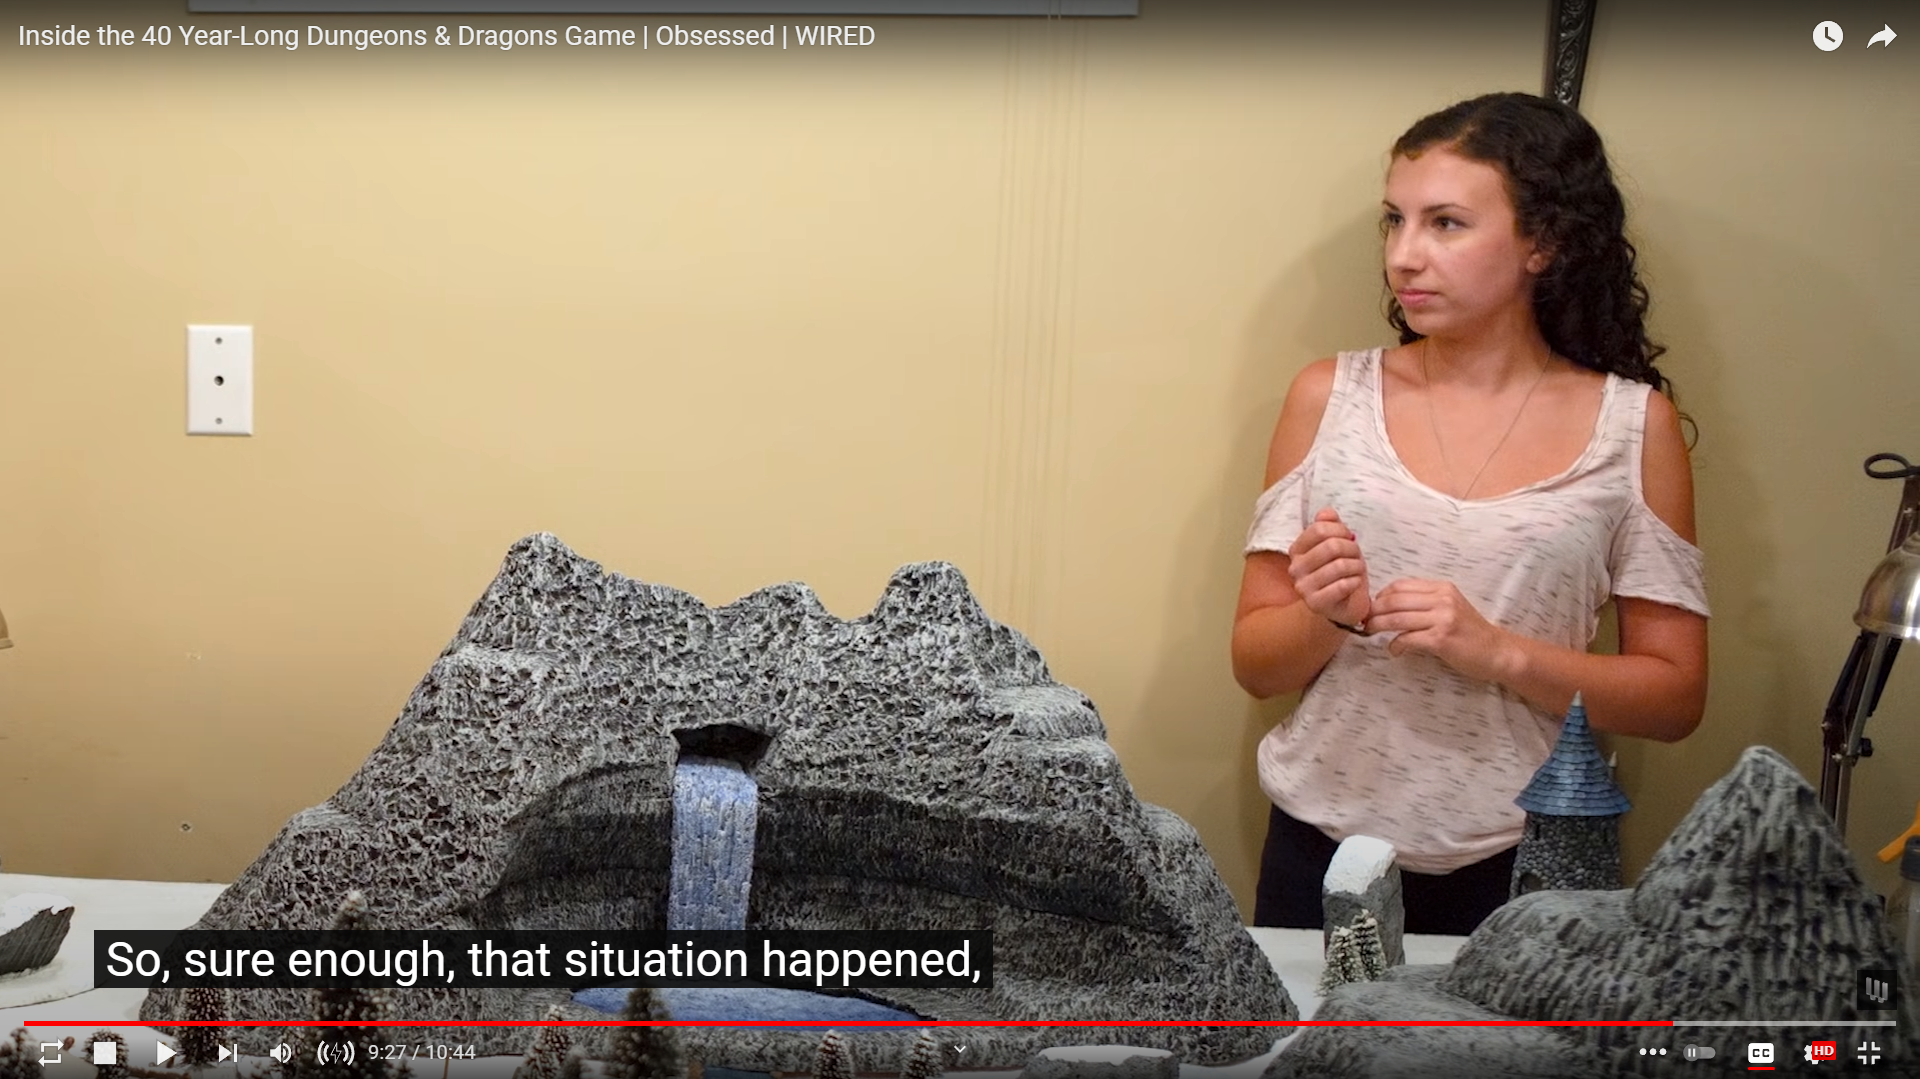 Inside the 40 Year-Long Dungeons & Dragons Game | Obsessed | WIRED
So, sure enough, that situation happened,
9:27 / 10:44
CC
HD